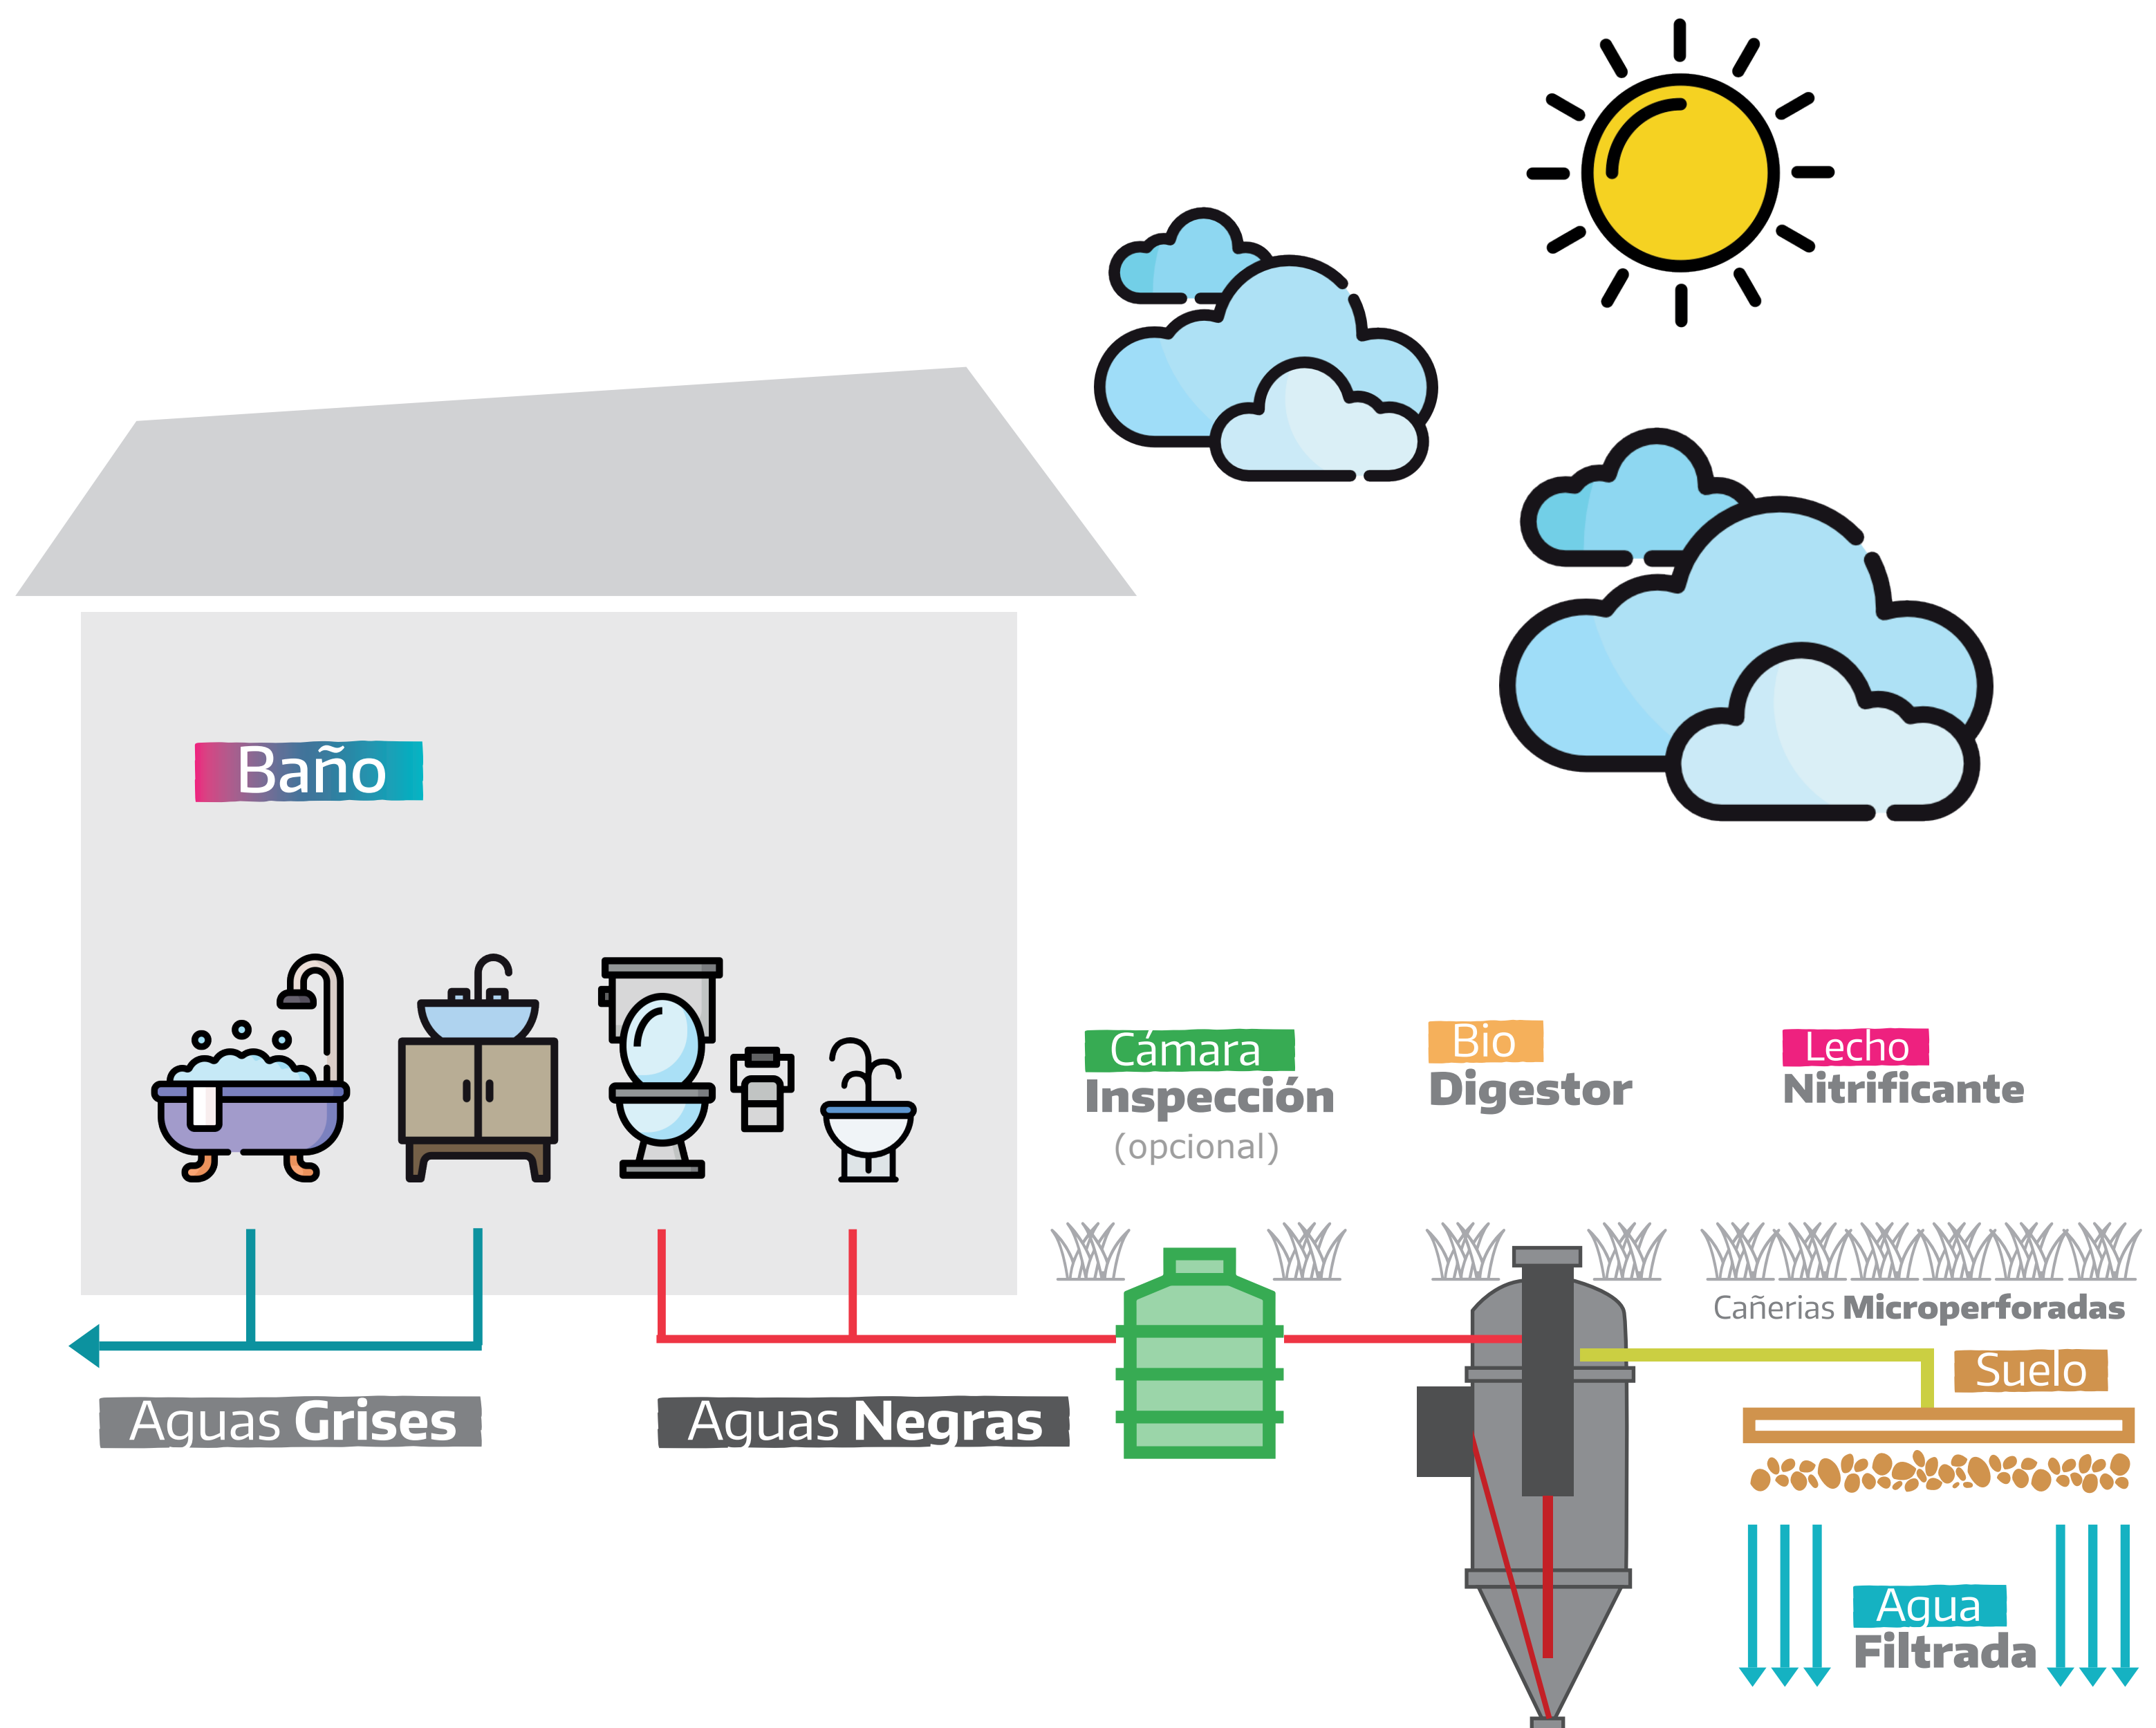 Baño
Cámara
Inspección
(opcional)
Bio
Digestor
Lecho
Nitrificante
Cañerias Microperforadas
Suelo
Aguas Grises
Aguas Negras
Agua
Filtrada